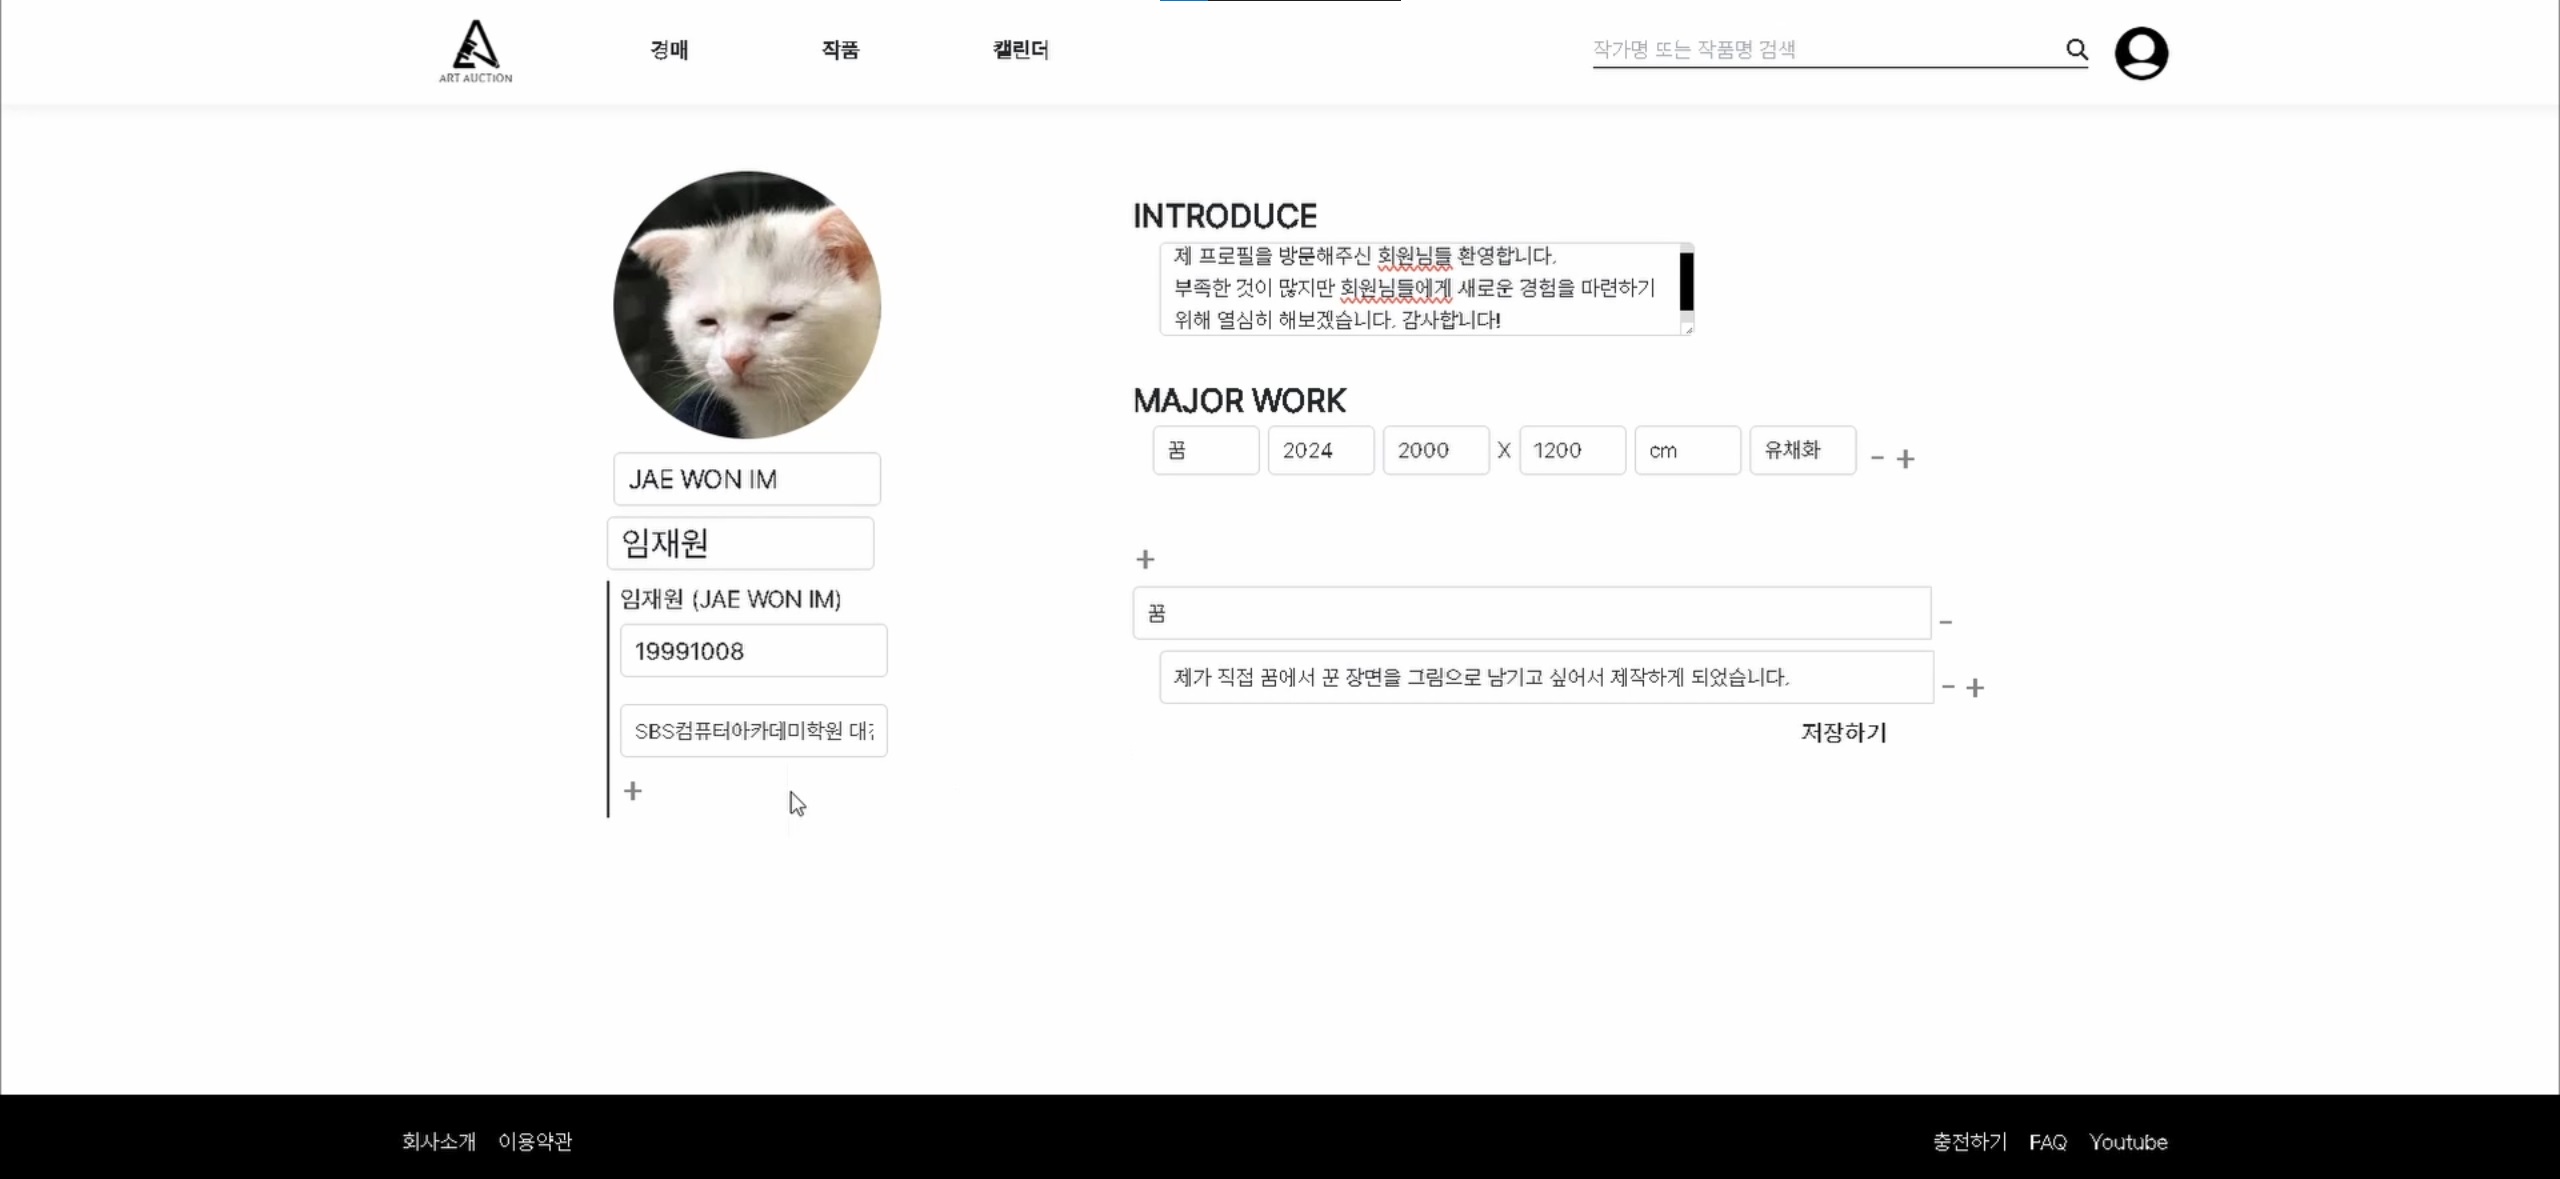 ART AUCTION
경매
작품
캘린더
작가명 또는 작품명 검색
JAE WON IM
임재원
임재원 (JAE WON IM)
19991008
SBS컴퓨터아카데미학원
+
INTRODUCE
제 프로필을 방문해주신 회원님들 환영합니다.
부족한 것이 많지만 회원님들에게 새로운 경험을 마련하기
위해 열심히 해보겠습니다. 감사합니다!
MAJOR WORK
꿈 2024 2000 X 1200 cm 유채화 - +
+
꿈 -
제가 직접 꿈에서 꾼 장면을 그림으로 남기고 싶어서 제작하게 되었습니다. - +
저장하기
회사소개 이용약관
충전하기 FAQ Youtube